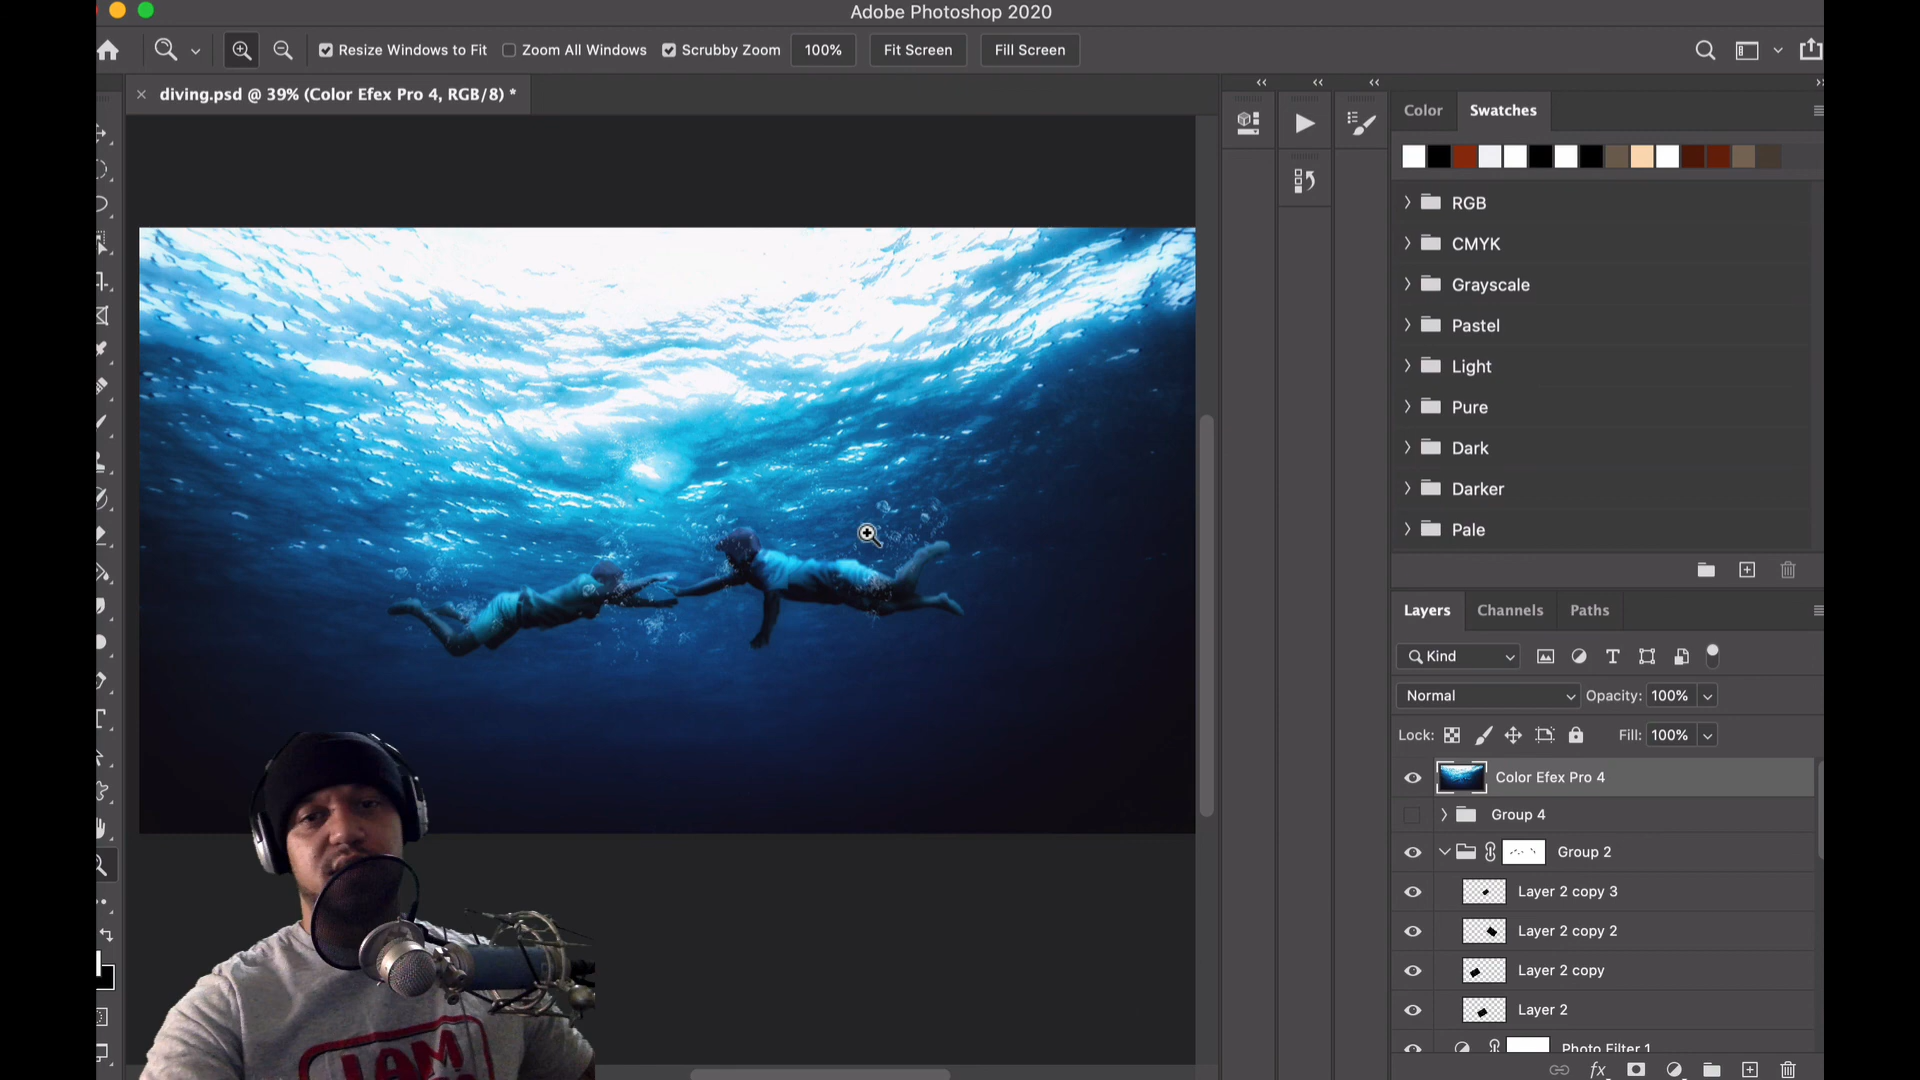 Adobe Photoshop 2020
Resize Windows to Fit
Zoom All Windows
Scrubby Zoom
100%
Fit Screen
Fill Screen
diving.psd @ 39% (Color Efex Pro 4, RGB/8) *
Color
Swatches
RGB
CMYK
Grayscale
Pastel
Light
Pure
Dark
Darker
Pale
Layers
Channels
Paths
Kind
Normal
Opacity: 100%
Lock:
Fill: 100%
Color Efex Pro 4
Group 4
Group 2
Layer 2 copy 3
Layer 2 copy 2
Layer 2 copy
Layer 2
Photo Filter 1
fx
I AM